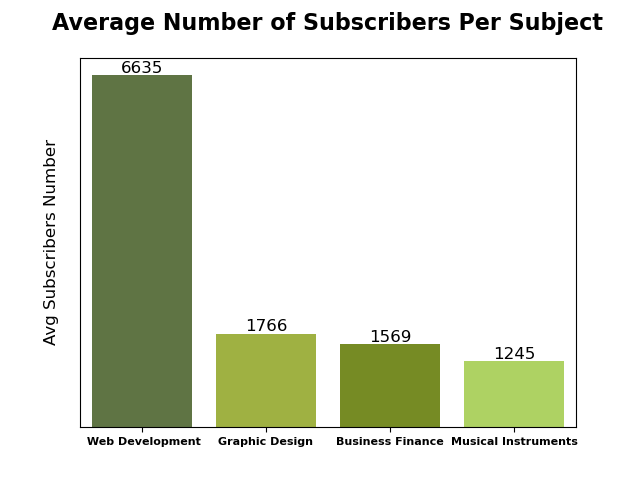 Average Number of Subscribers Per Subject
Avg Subscribers Number
6635
1766
1569
1245
Web Development
Graphic Design
Business Finance
Musical Instruments